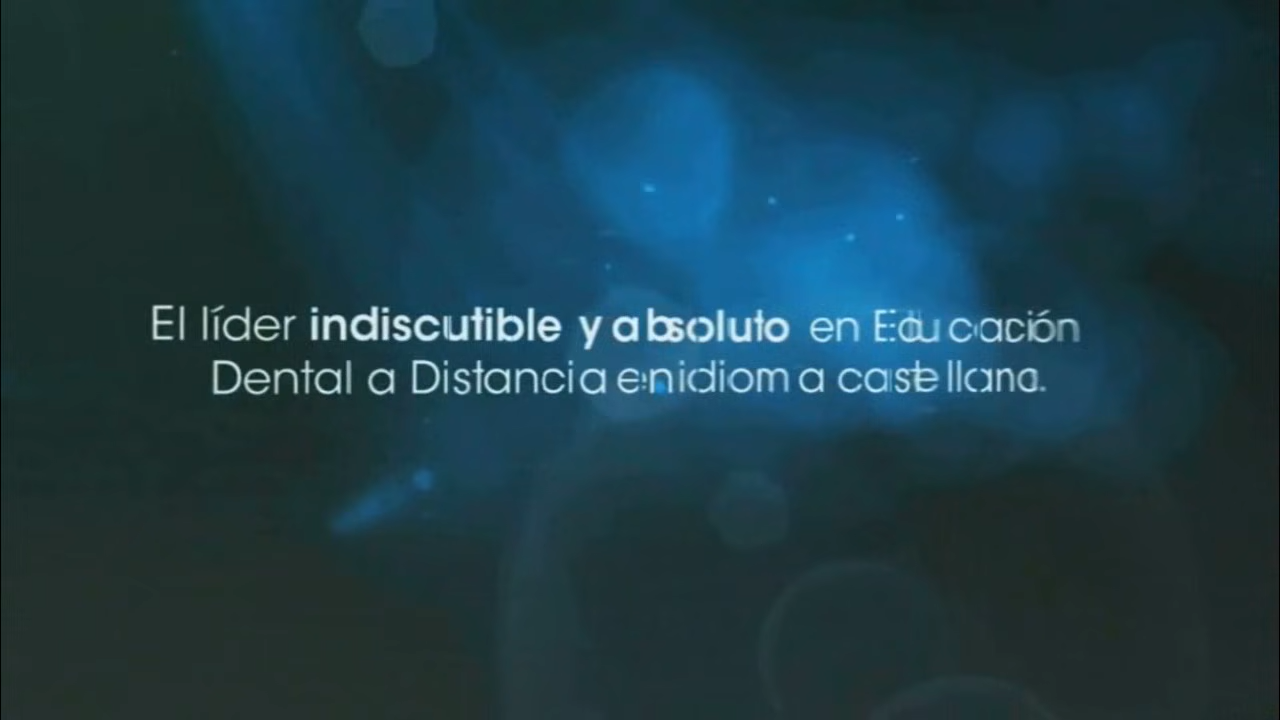 El líder indiscutible y absoluto en Educación
Dental a Distancia en idioma castellano.